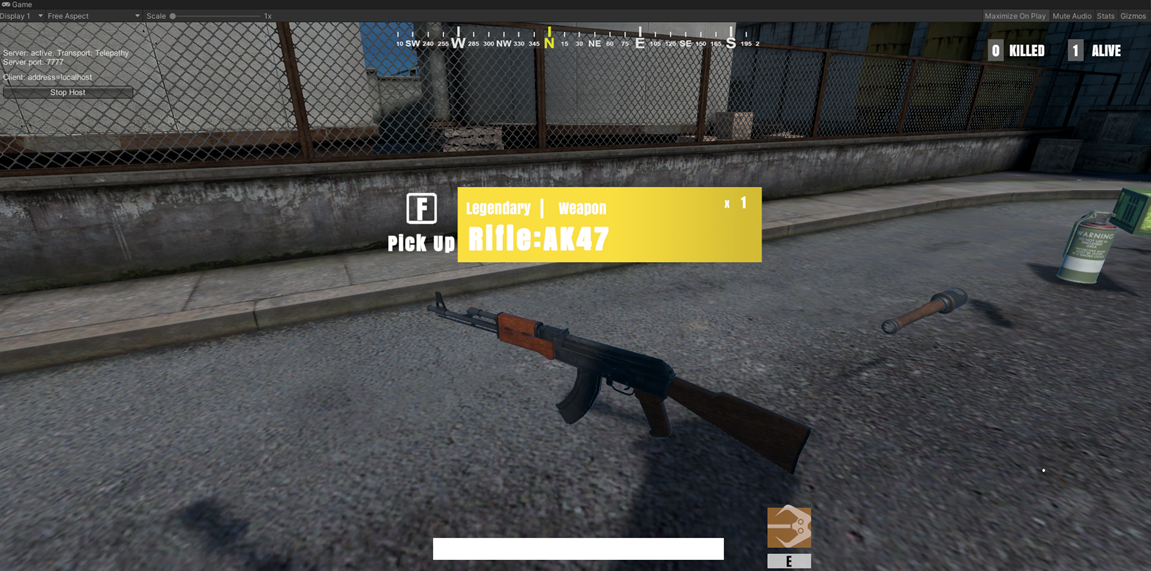 Game
Display 1 Free Aspect Scale 1x Maximize On Play Mute Audio Stats Gizmos
10 SW 240 255 W 285 300 NW 330 345 N 15 30 NE 60 75 E 105 125 SE 150 165 S 195 2
0 KILLED 1 ALIVE
Server: active. Transport: Telepathy
Server port: 7777
Client: address=localhost
Stop Host
F
Pick Up
Legendary | Weapon x 1
Rifle:AK47
WARNING
E